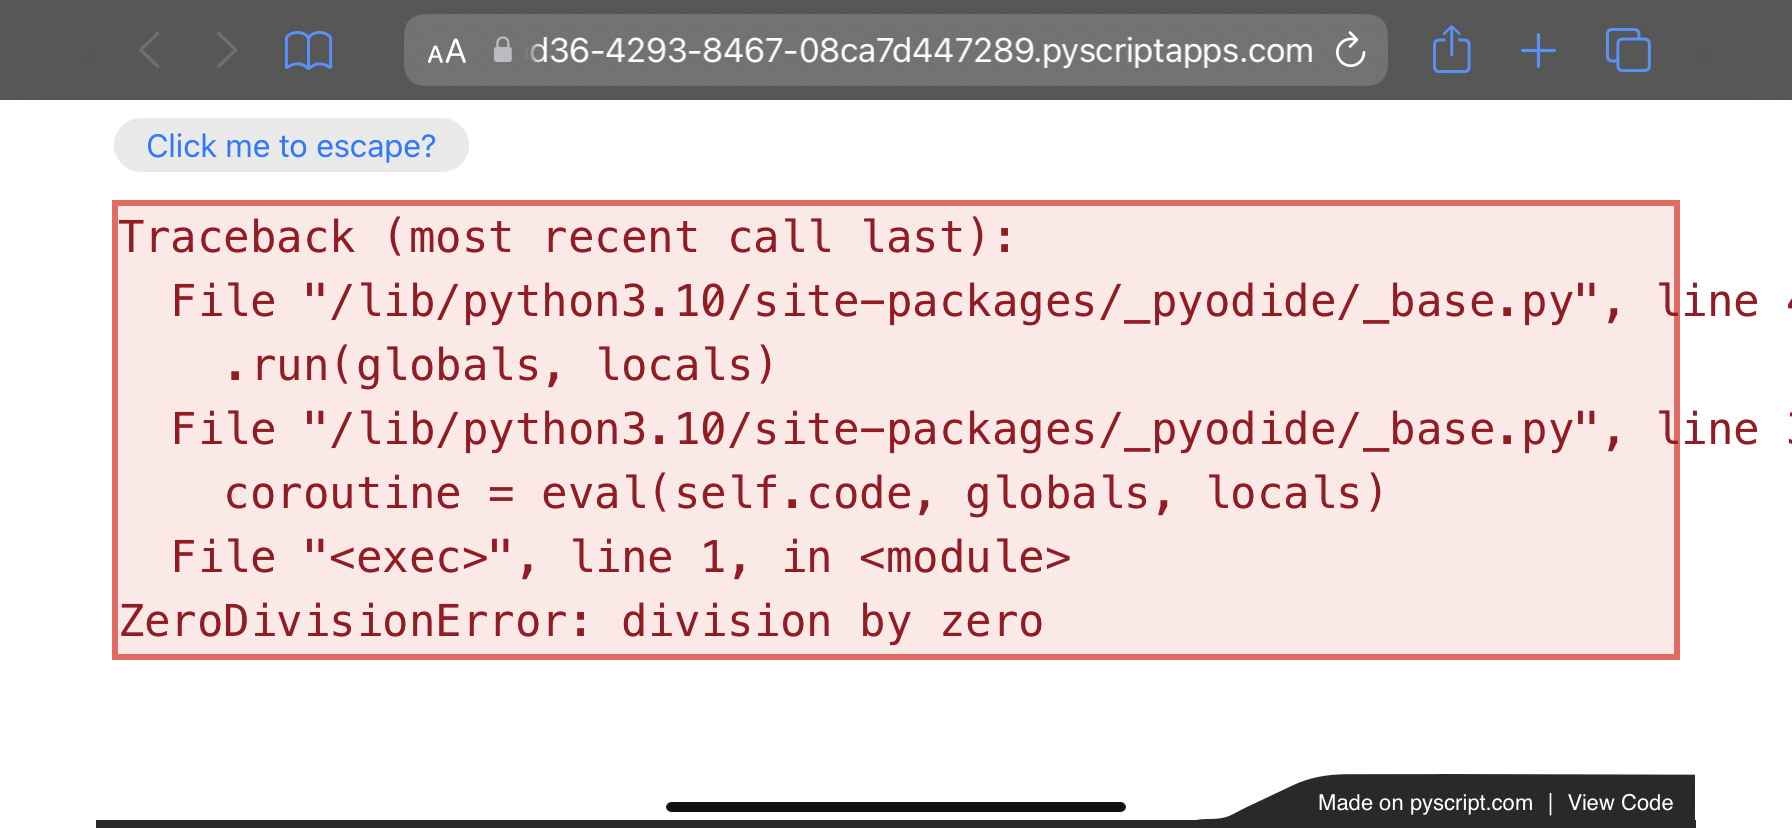 AA d36-4293-8467-08ca7d447289.pyscriptapps.com
Click me to escape?
Traceback (most recent call last):
  File "/lib/python3.10/site-packages/_pyodide/_base.py", line
    .run(globals, locals)
  File "/lib/python3.10/site-packages/_pyodide/_base.py", line
    coroutine = eval(self.code, globals, locals)
  File "<exec>", line 1, in <module>
ZeroDivisionError: division by zero
Made on pyscript.com | View Code